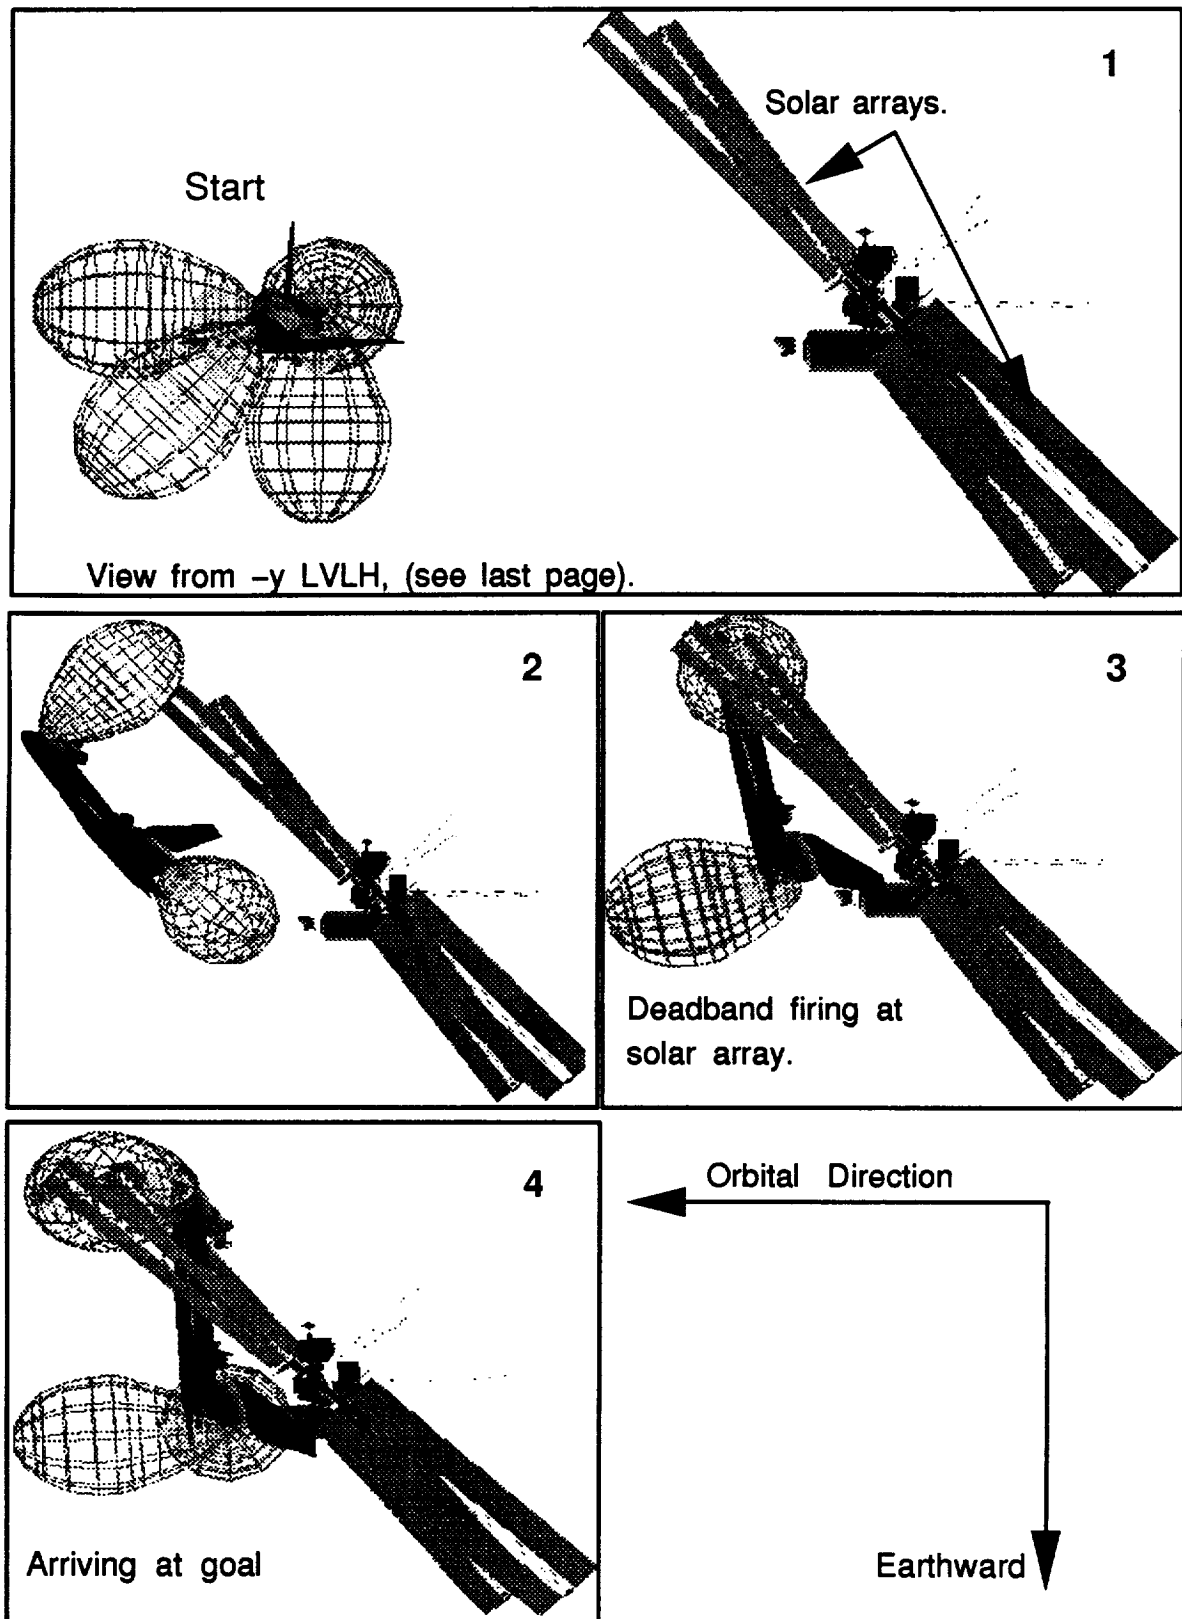 1
Solar arrays.
Start
View from –y LVLH, (see last page).
2
3
Deadband firing at
solar array.
4
Arriving at goal
Orbital Direction
Earthward